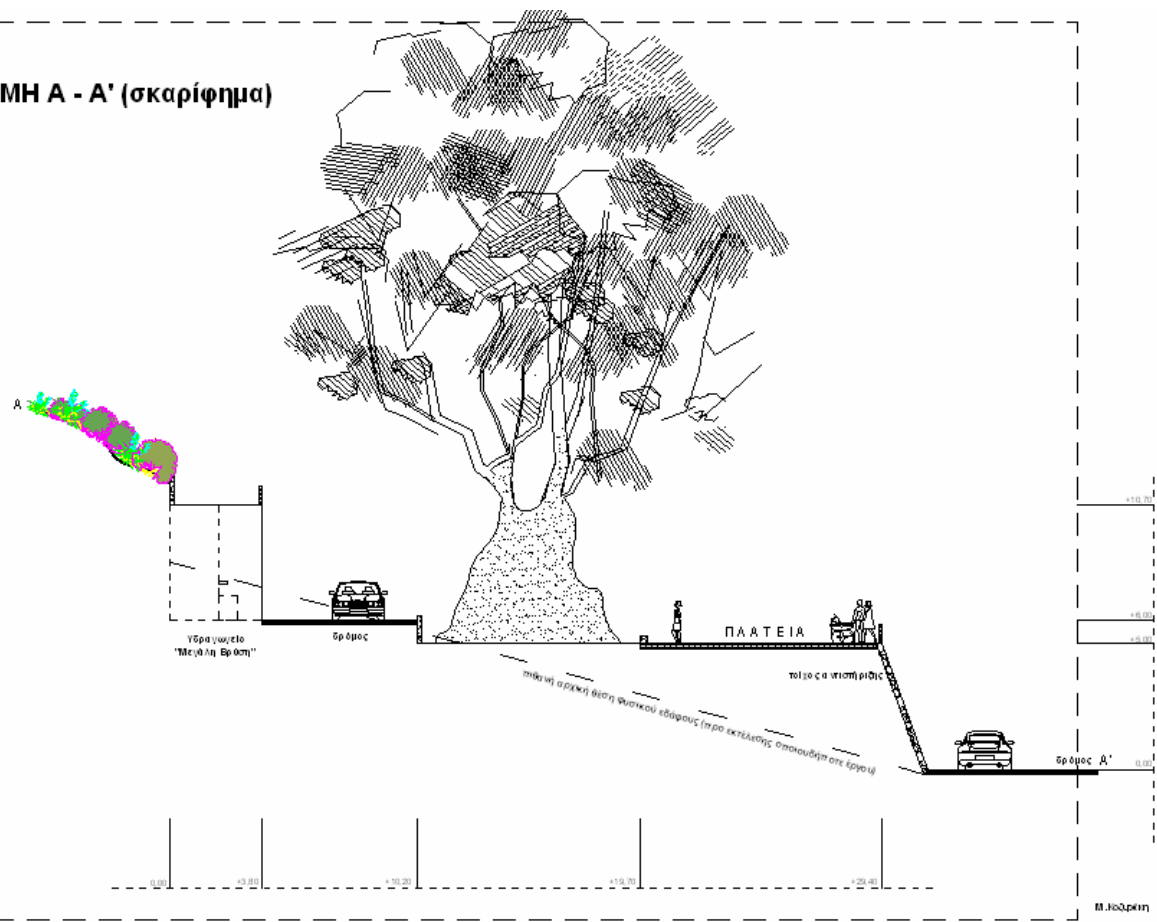 ΜΗ Α - Α' (σκαρίφημα)
Α
+10,70
+6,00
+5,00
Υδραγωγείο
"Μεγάλη Βρύση"
δρόμος
ΠΛΑΤΕΙΑ
τοίχος αντιστήριξης
πιθανή αρχική θέση φυσικού εδάφους (προ εκτέλεσης οποιουδήποτε έργου)
δρόμος Α'
0,00
0,00
+3,80
+10,20
+19,70
+29,40